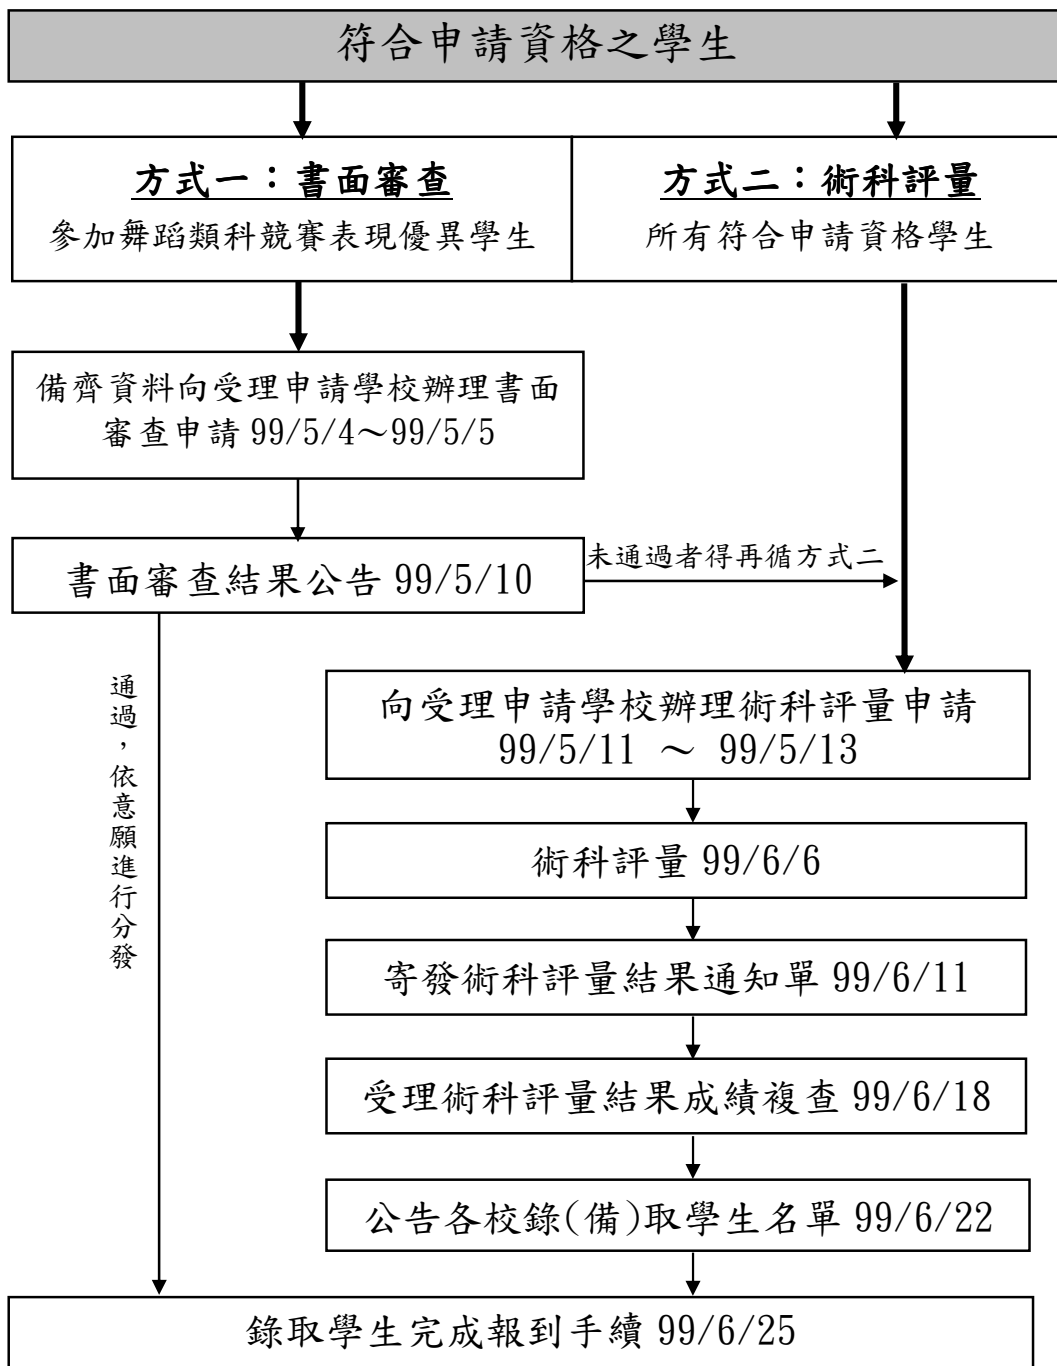 符合申請資格之學生
方式一：書面審查
參加舞蹈類科競賽表現優異學生
方式二：術科評量
所有符合申請資格學生
備齊資料向受理申請學校辦理書面
審查申請 99/5/4～99/5/5
書面審查結果公告 99/5/10
未通過者得再循方式二
通過，依意願進行分發
向受理申請學校辦理術科評量申請
99/5/11 ～ 99/5/13
術科評量 99/6/6
寄發術科評量結果通知單 99/6/11
受理術科評量結果成績複查 99/6/18
公告各校錄(備)取學生名單 99/6/22
錄取學生完成報到手續 99/6/25